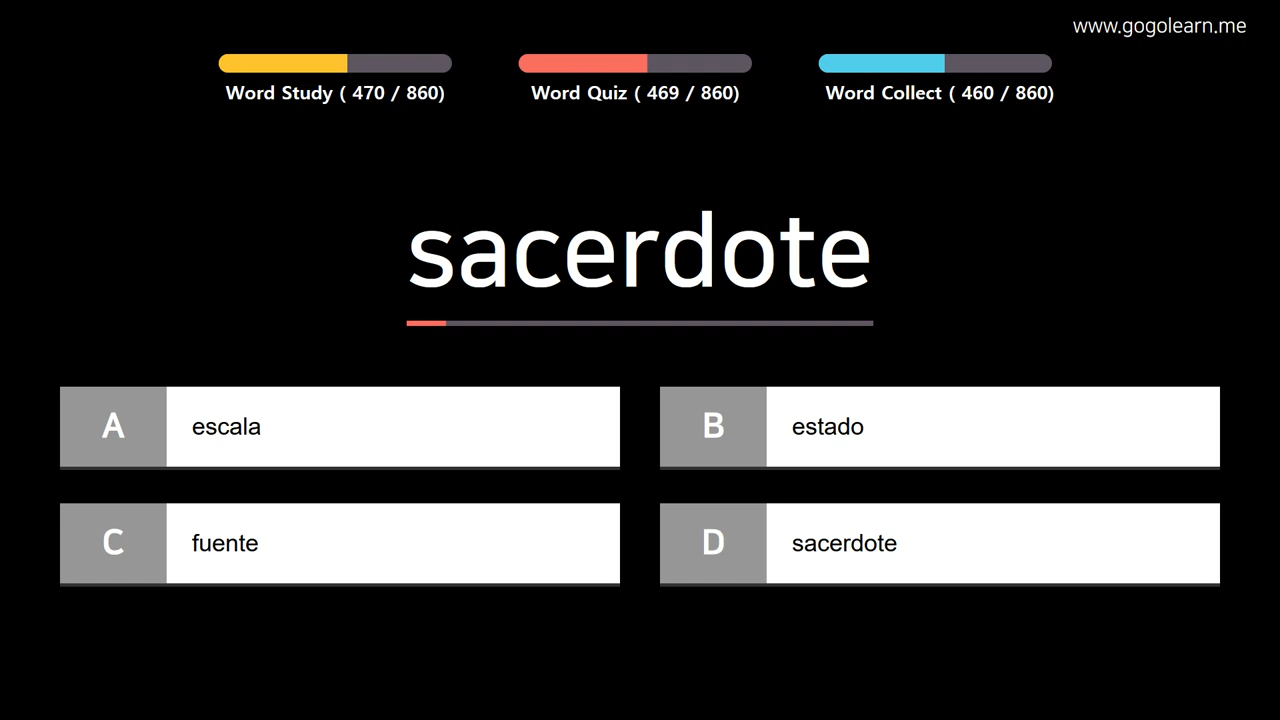 www.gogolearn.me
Word Study ( 470 / 860)
Word Quiz ( 469 / 860)
Word Collect ( 460 / 860)
sacerdote
A escala
B estado
C fuente
D sacerdote